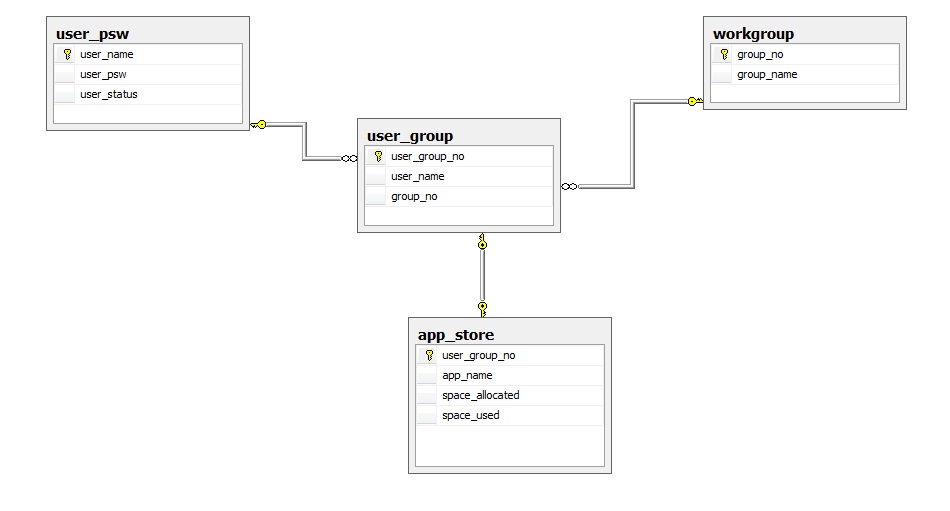 user_psw
user_name
user_psw
user_status
workgroup
group_no
group_name
user_group
user_group_no
user_name
group_no
app_store
user_group_no
app_name
space_allocated
space_used